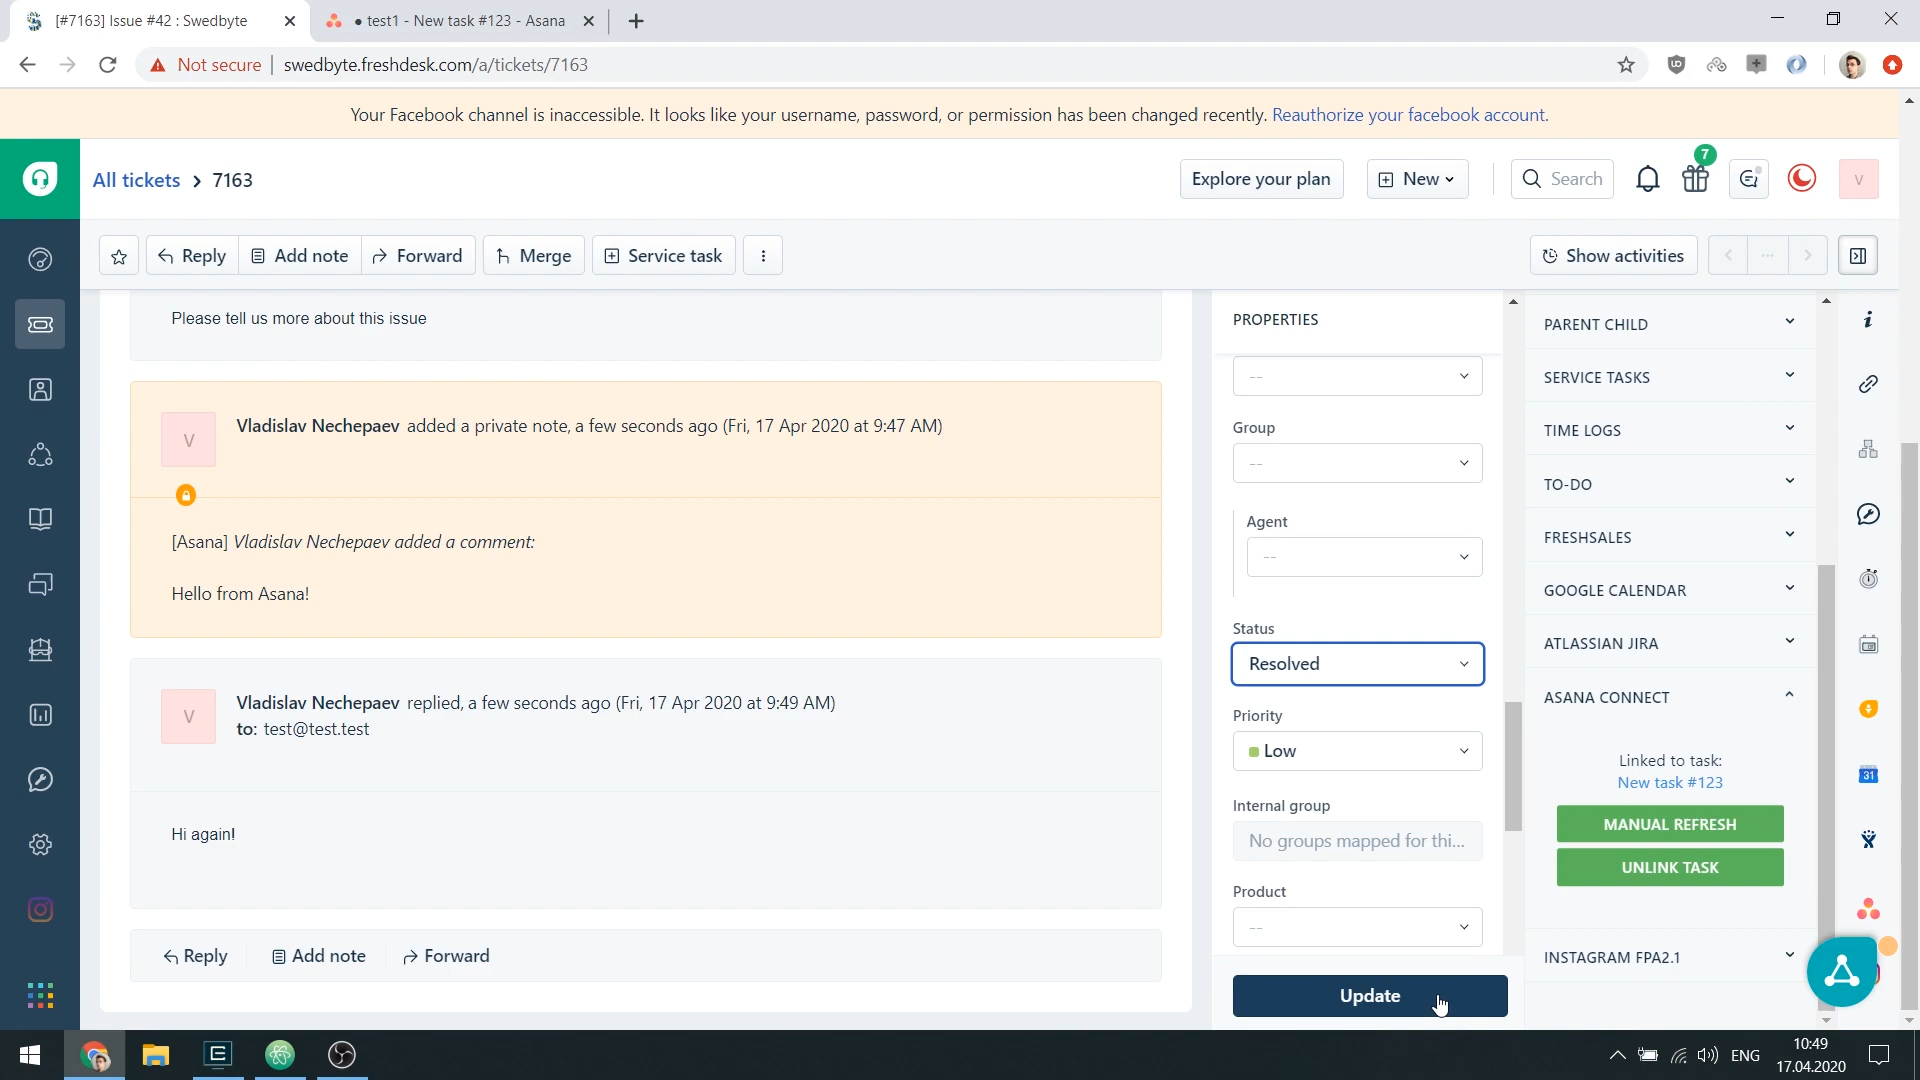 [#7163] Issue #42 : Swedbyte
• test1 - New task #123 - Asana
Not secure
swedbyte.freshdesk.com/a/tickets/7163
Your Facebook channel is inaccessible. It looks like your username, password, or permission has been changed recently. Reauthorize your facebook account.
All tickets > 7163
Explore your plan
New
Search
7
V
Reply
Add note
Forward
Merge
Service task
Show activities
Please tell us more about this issue
V
Vladislav Nechepaev added a private note, a few seconds ago (Fri, 17 Apr 2020 at 9:47 AM)
[Asana] Vladislav Nechepaev added a comment:
Hello from Asana!
V
Vladislav Nechepaev replied, a few seconds ago (Fri, 17 Apr 2020 at 9:49 AM)
to: test@test.test
Hi again!
Reply
Add note
Forward
PROPERTIES
--
Group
--
Agent
--
Status
Resolved
Priority
Low
Internal group
No groups mapped for thi...
Product
--
Update
PARENT CHILD
SERVICE TASKS
TIME LOGS
TO-DO
FRESHSALES
GOOGLE CALENDAR
ATLASSIAN JIRA
ASANA CONNECT
Linked to task:
New task #123
MANUAL REFRESH
UNLINK TASK
INSTAGRAM FPA2.1
31
ENG
10:49
17.04.2020